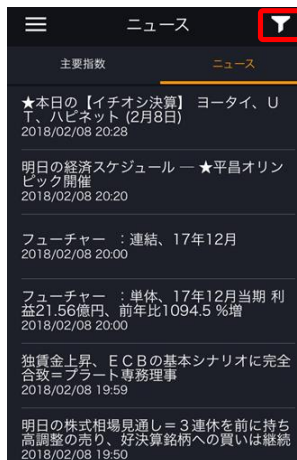 ニュース
主要指数
ニュース
★本日の【イチオシ決算】 ヨータイ、U
T、ハピネット (2月8日)
2018/02/08 20:28
明日の経済スケジュール ― ★平昌オリン
ピック開催
2018/02/08 20:20
フューチャー ：連結、17年12月
2018/02/08 20:00
フューチャー ：単体、17年12月当期 利
益21.56億円、前年比1094.5 %増
2018/02/08 20:00
独賃金上昇、ＥＣＢの基本シナリオに完全
合致＝プラート専務理事
2018/02/08 19:59
明日の株式相場見通し＝３連休を前に持ち
高調整の売り、好決算銘柄への買いは継続
2018/02/08 19:50